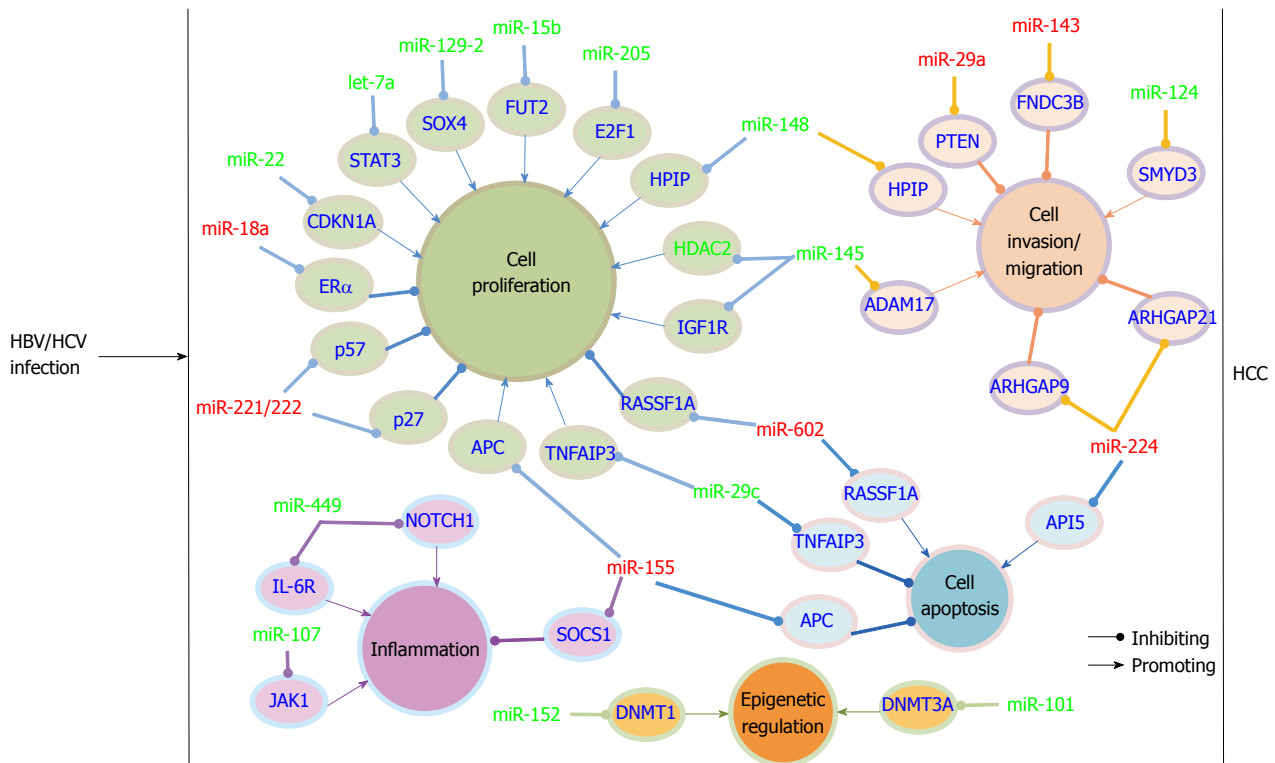 miR-15b
miR-143
miR-129-2
miR-205
miR-29a
let-7a
FUT2
FNDC3B
miR-124
SOX4
E2F1
miR-148
PTEN
miR-22
STAT3
HPIP
HPIP
SMYD3
CDKN1A
miR-18a
Cell
proliferation
HDAC2
miR-145
Cell
invasion/
migration
ERα
ADAM17
IGF1R
ARHGAP21
HBV/HCV
infection
p57
HCC
ARHGAP9
miR-221/222
p27
RASSF1A
miR-602
APC
TNFAIP3
miR-224
miR-449
miR-29c
RASSF1A
NOTCH1
API5
TNFAIP3
IL-6R
miR-155
Cell
apoptosis
miR-107
Inflammation
SOCS1
APC
Inhibiting
Promoting
JAK1
miR-152
DNMT1
Epigenetic
regulation
DNMT3A
miR-101